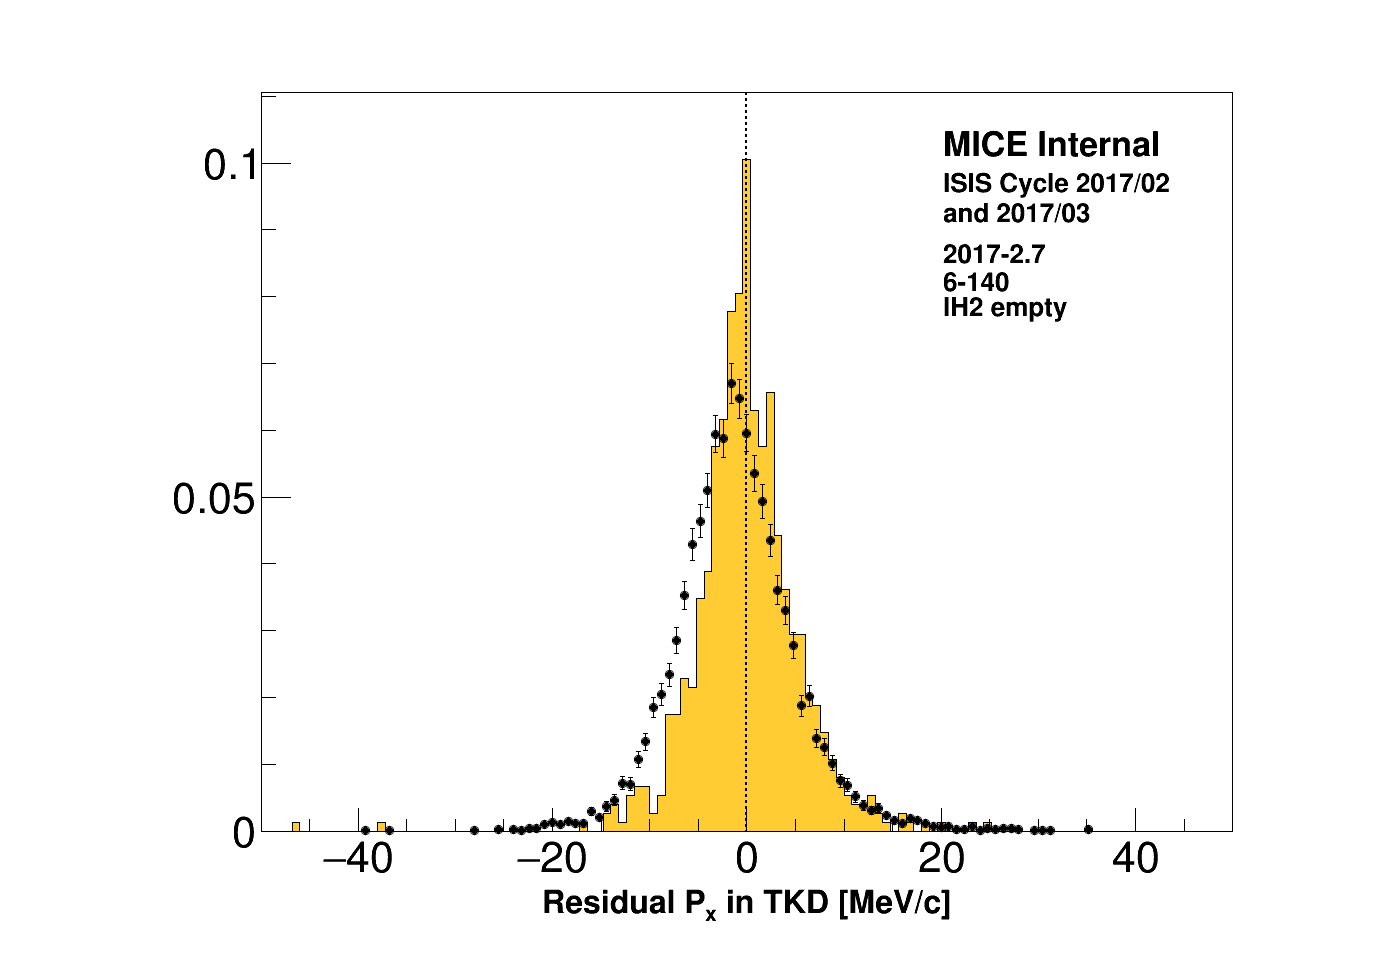 0.1
0.05
0
−40
−20
0
20
40
Residual Px in TKD [MeV/c]
MICE Internal
ISIS Cycle 2017/02
and 2017/03
2017-2.7
6-140
lH2 empty